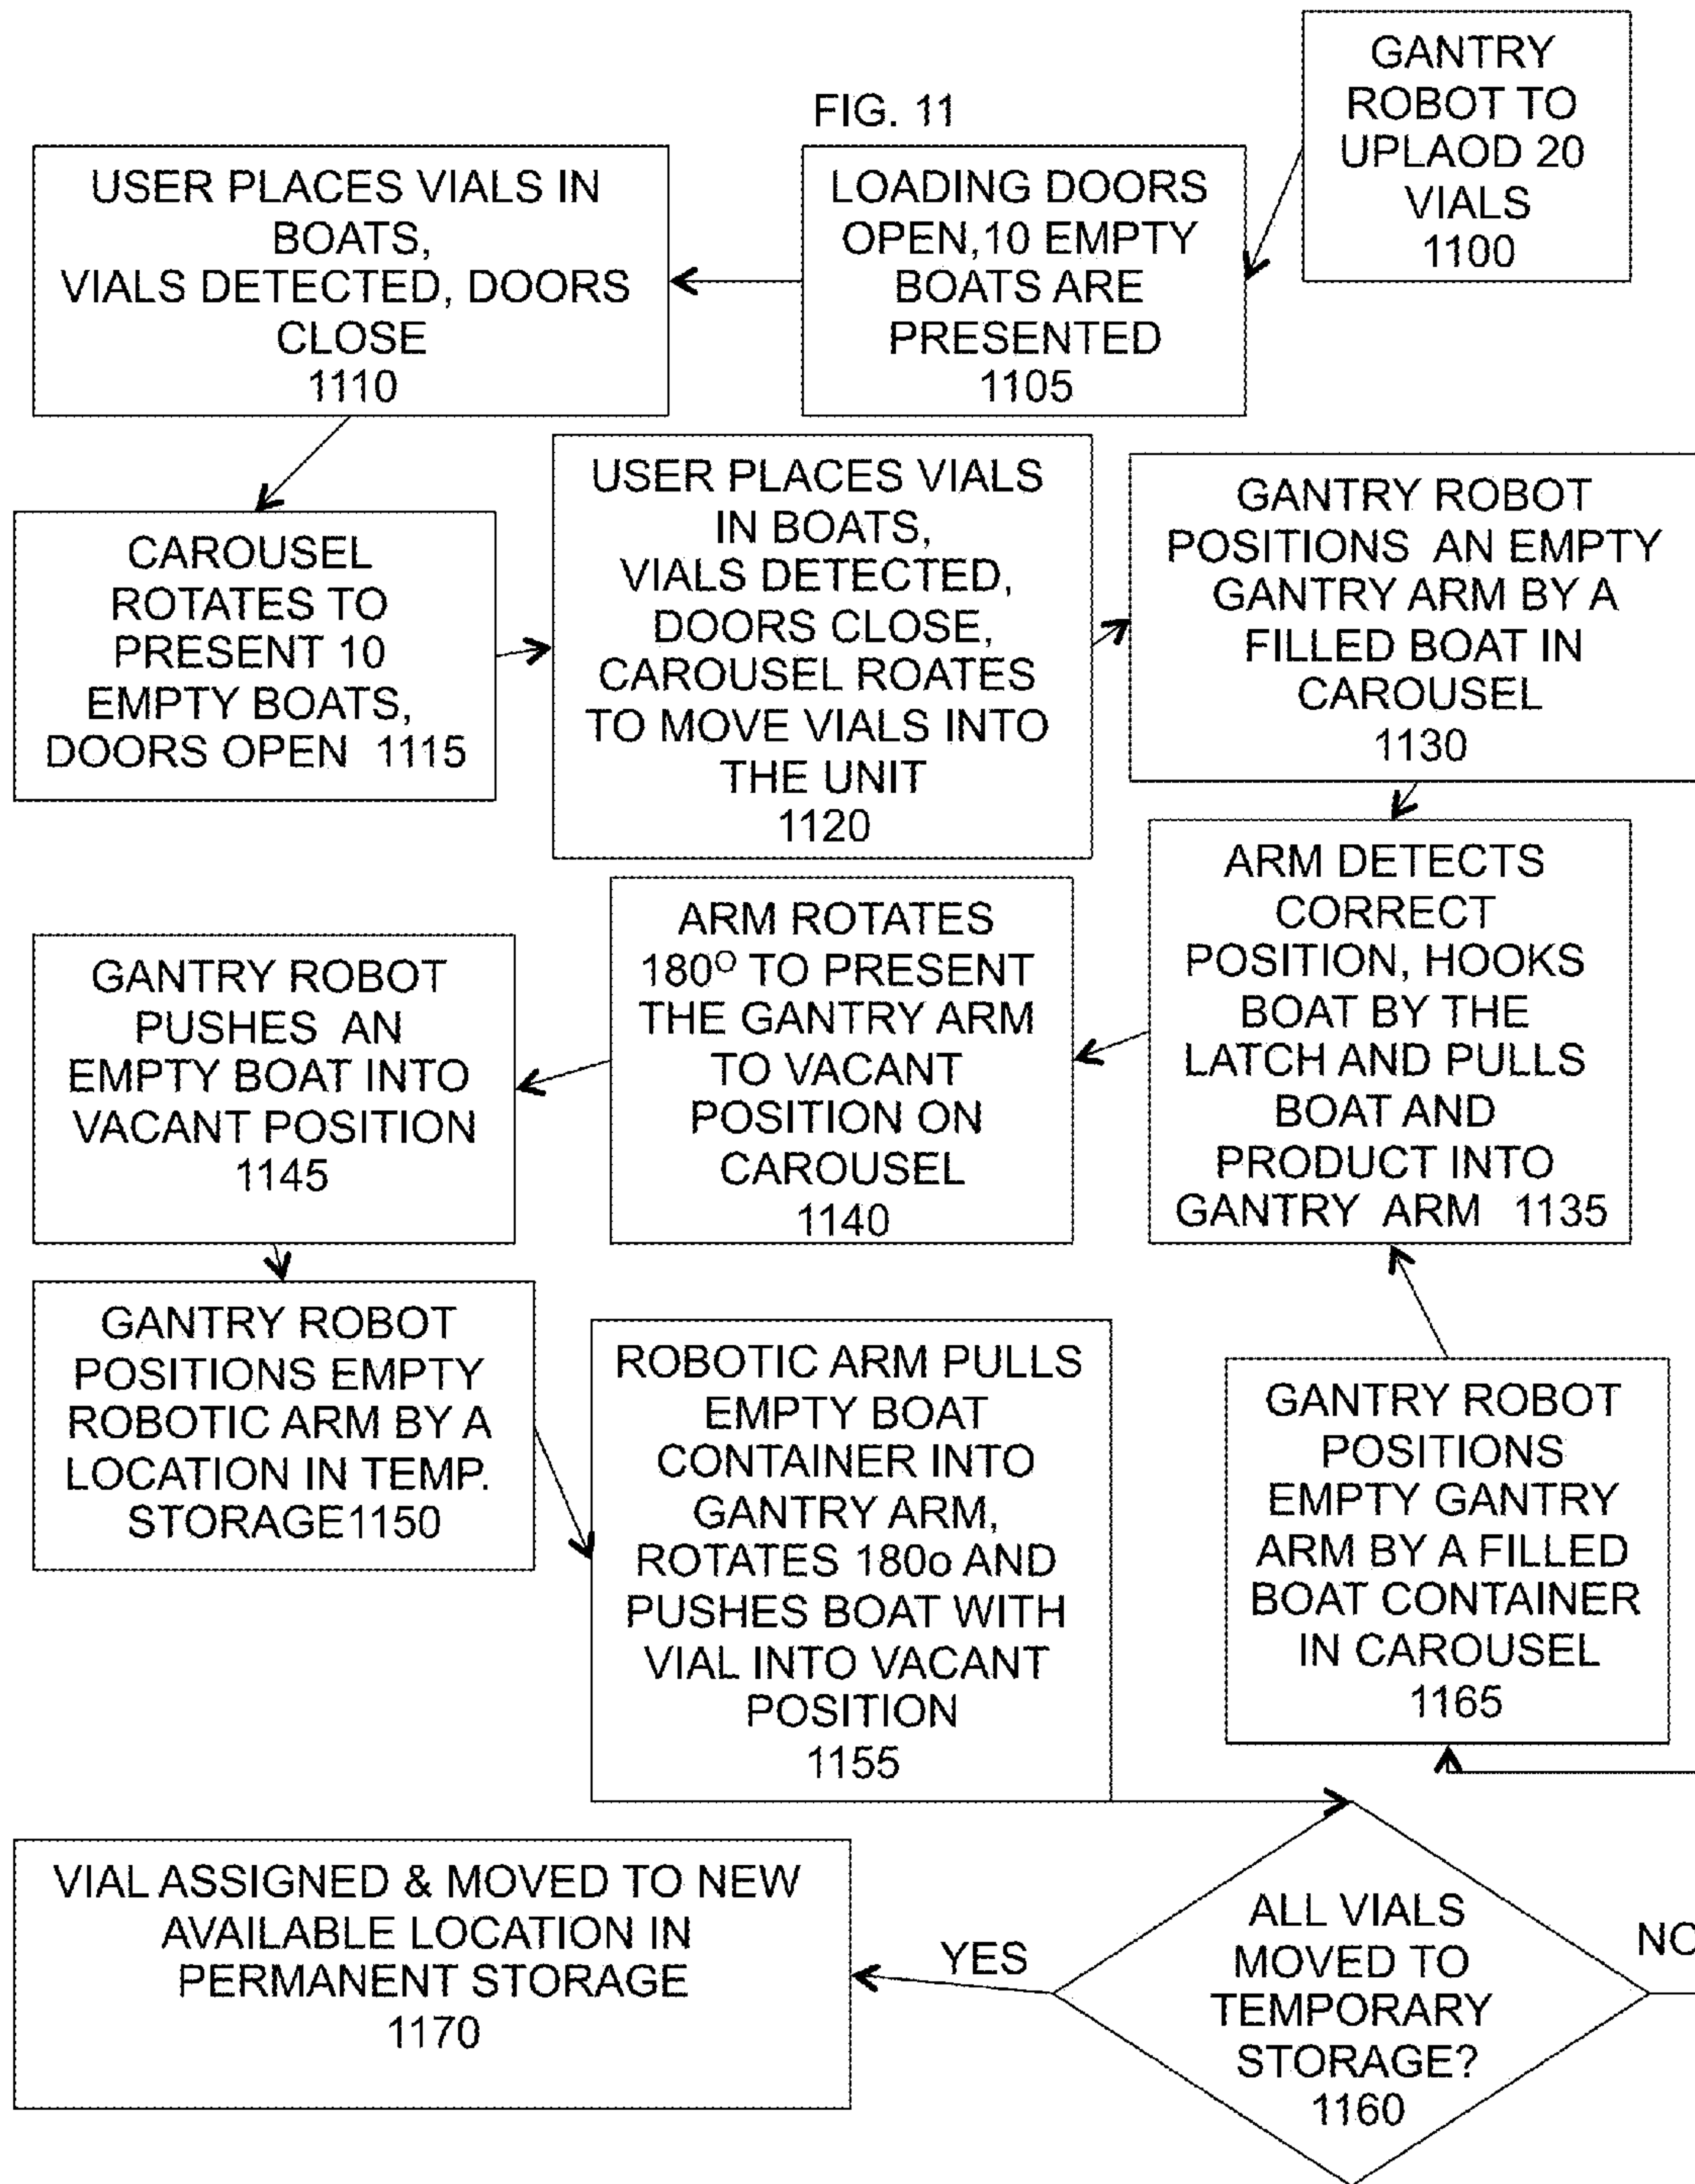 FIG. 11
GANTRY
ROBOT TO
UPLAOD 20
VIALS
1100
LOADING DOORS
OPEN,10 EMPTY
BOATS ARE
PRESENTED
1105
USER PLACES VIALS IN
BOATS,
VIALS DETECTED, DOORS
CLOSE
1110
CAROUSEL
ROTATES TO
PRESENT 10
EMPTY BOATS,
DOORS OPEN 1115
USER PLACES VIALS
IN BOATS,
VIALS DETECTED,
DOORS CLOSE,
CAROUSEL ROATES
TO MOVE VIALS INTO
THE UNIT
1120
GANTRY ROBOT
POSITIONS AN EMPTY
GANTRY ARM BY A
FILLED BOAT IN
CAROUSEL
1130
ARM DETECTS
CORRECT
POSITION, HOOKS
BOAT BY THE
LATCH AND PULLS
BOAT AND
PRODUCT INTO
GANTRY ARM 1135
ARM ROTATES
180º TO PRESENT
THE GANTRY ARM
TO VACANT
POSITION ON
CAROUSEL
1140
GANTRY ROBOT
PUSHES AN
EMPTY BOAT INTO
VACANT POSITION
1145
GANTRY ROBOT
POSITIONS EMPTY
ROBOTIC ARM BY A
LOCATION IN TEMP.
STORAGE1150
ROBOTIC ARM PULLS
EMPTY BOAT
CONTAINER INTO
GANTRY ARM,
ROTATES 180o AND
PUSHES BOAT WITH
VIAL INTO VACANT
POSITION
1155
GANTRY ROBOT
POSITIONS
EMPTY GANTRY
ARM BY A FILLED
BOAT CONTAINER
IN CAROUSEL
1165
ALL VIALS
MOVED TO
TEMPORARY
STORAGE?
1160
NO
YES
VIAL ASSIGNED & MOVED TO NEW
AVAILABLE LOCATION IN
PERMANENT STORAGE
1170